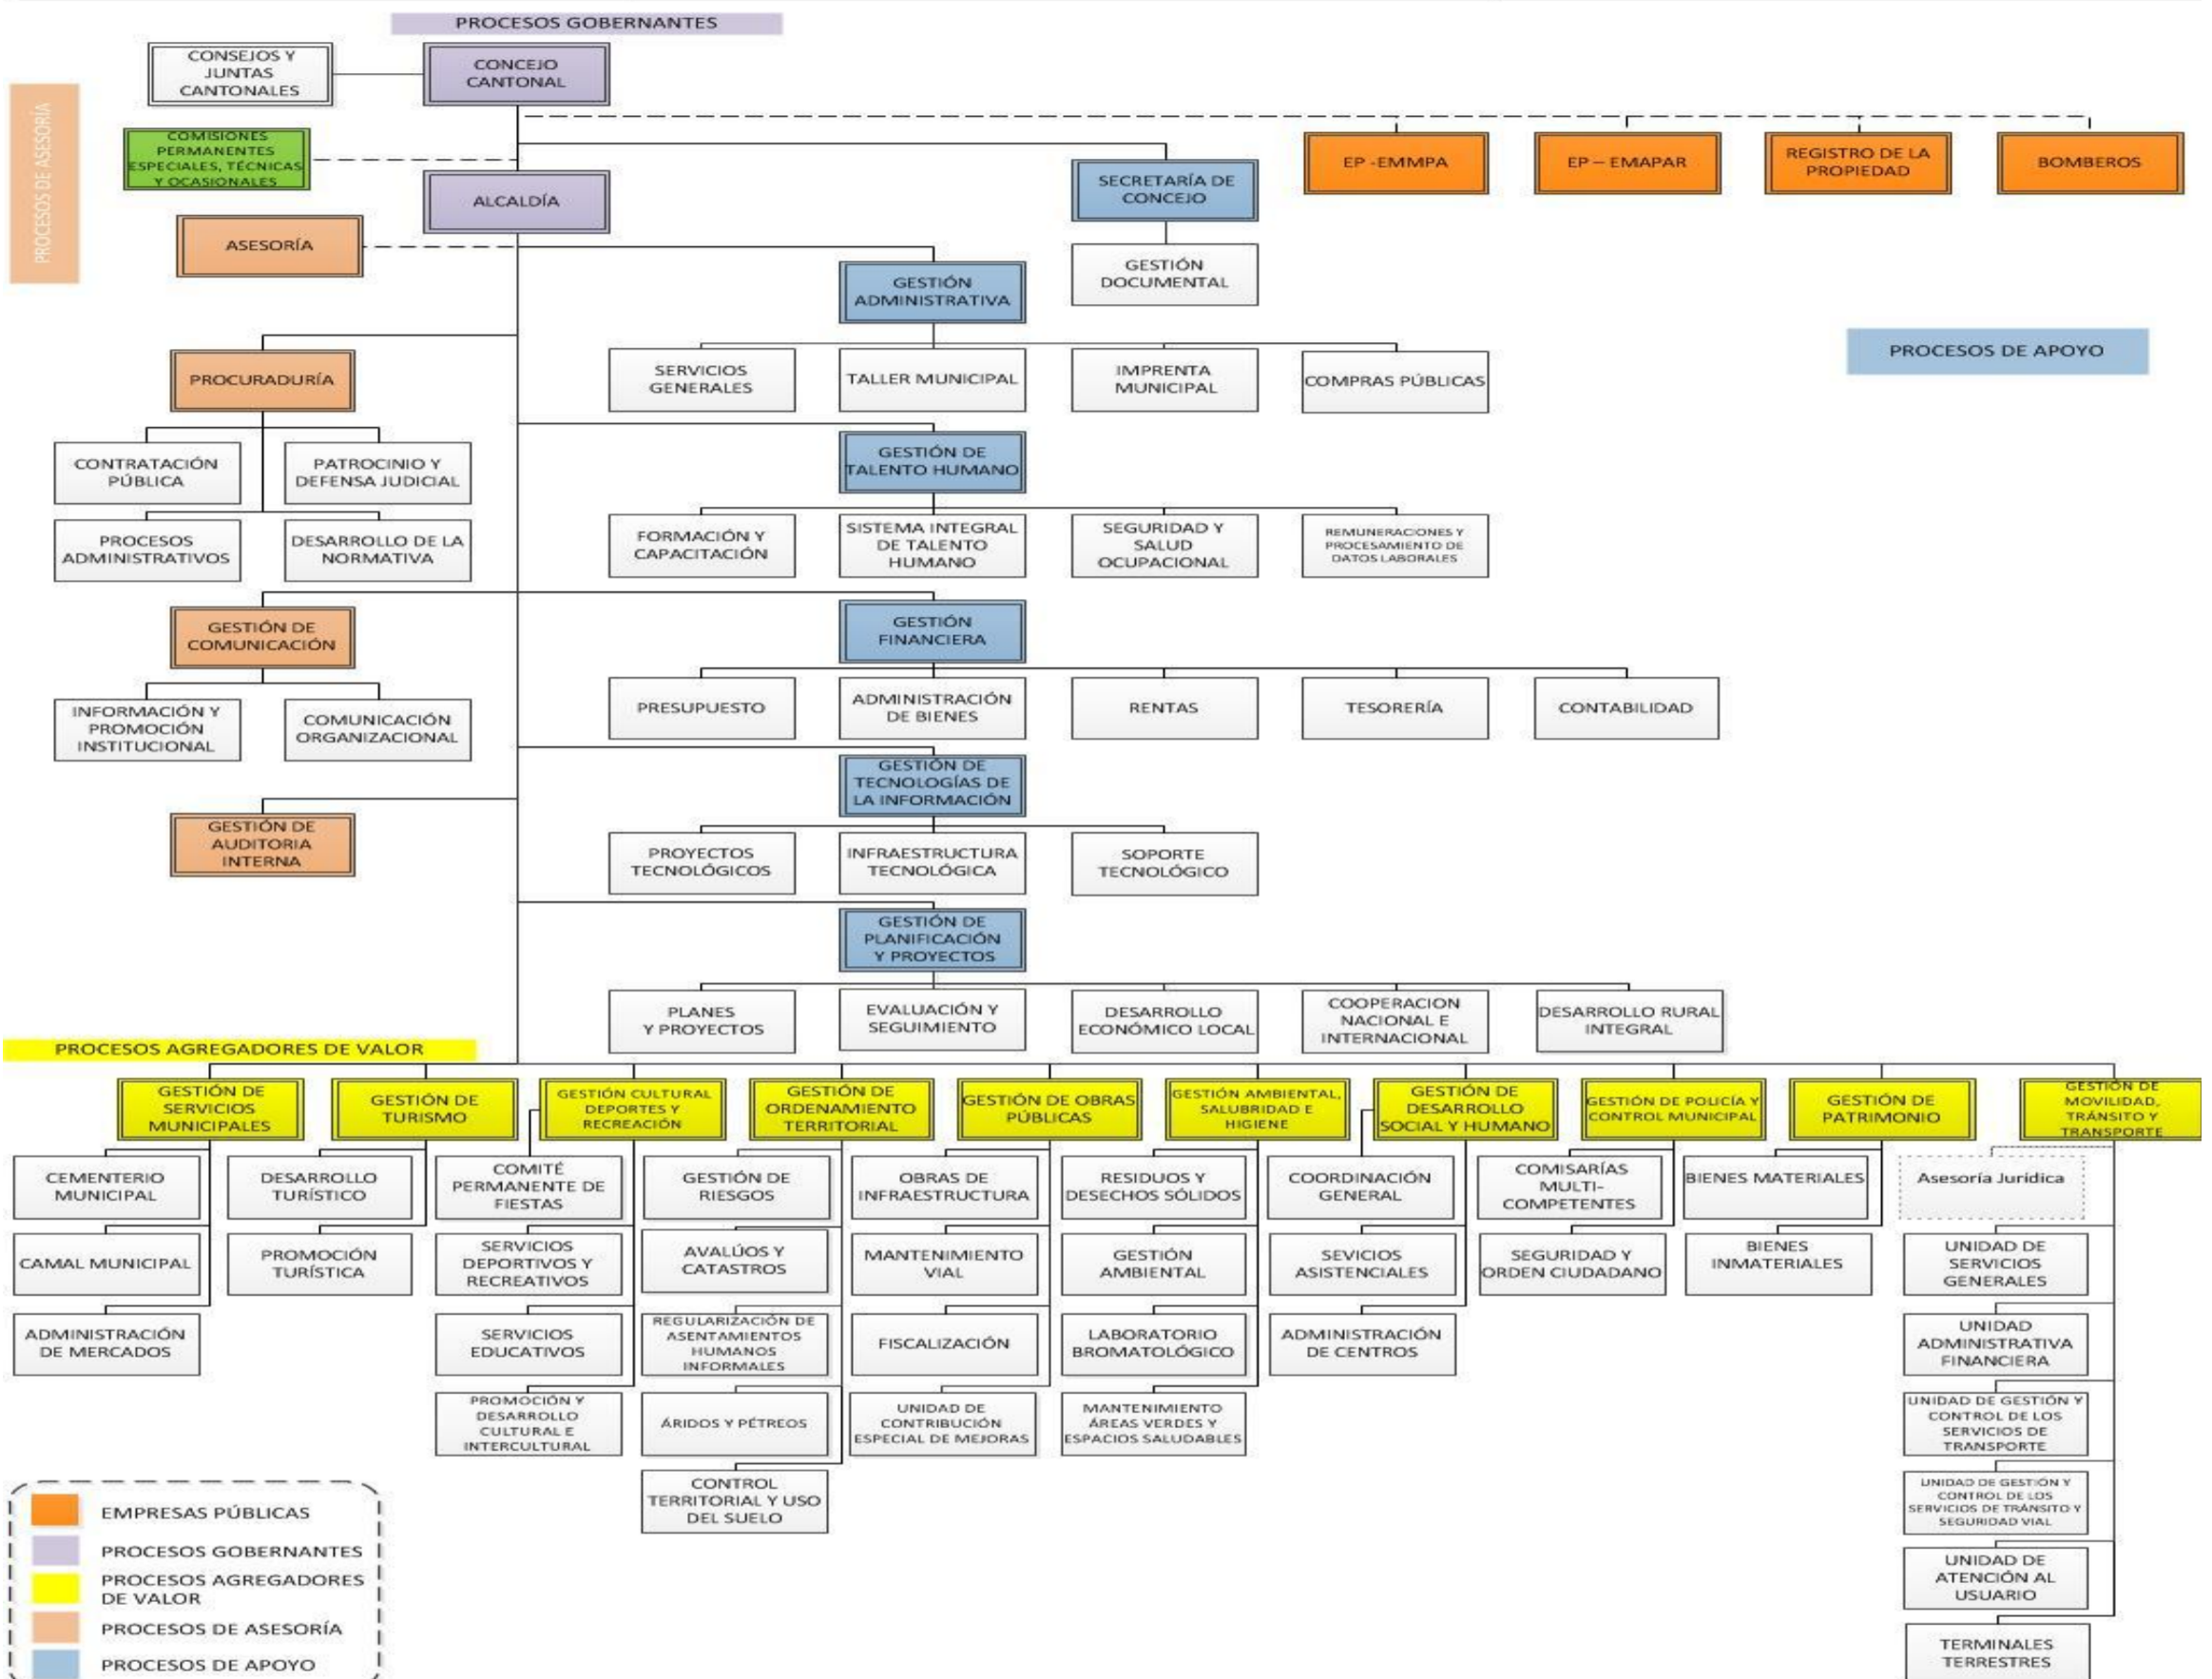 PROCESOS GOBERNANTES
CONSEJOS Y
JUNTAS
CANTONALES
CONCEJO
CANTONAL
PROCESOS DE ASESORÍA
COMISIONES
PERMANENTES
ESPECIALES, TÉCNICAS
Y OCASIONALES
ALCALDÍA
SECRETARÍA DE
CONCEJO
EP -EMMPA
EP – EMAPAR
REGISTRO DE LA
PROPIEDAD
BOMBEROS
ASESORÍA
GESTIÓN
DOCUMENTAL
GESTIÓN
ADMINISTRATIVA
PROCESOS DE APOYO
PROCURADURÍA
SERVICIOS
GENERALES
TALLER MUNICIPAL
IMPRENTA
MUNICIPAL
COMPRAS PÚBLICAS
CONTRATACIÓN
PÚBLICA
PATROCINIO Y
DEFENSA JUDICIAL
GESTIÓN DE
TALENTO HUMANO
PROCESOS
ADMINISTRATIVOS
DESARROLLO DE LA
NORMATIVA
FORMACIÓN Y
CAPACITACIÓN
SISTEMA INTEGRAL
DE TALENTO
HUMANO
SEGURIDAD Y
SALUD
OCUPACIONAL
REMUNERACIONES Y
PROCESAMIENTO DE
DATOS LABORALES
GESTIÓN DE
COMUNICACIÓN
GESTIÓN
FINANCIERA
INFORMACIÓN Y
PROMOCIÓN
INSTITUCIONAL
COMUNICACIÓN
ORGANIZACIONAL
PRESUPUESTO
ADMINISTRACIÓN
DE BIENES
RENTAS
TESORERÍA
CONTABILIDAD
GESTIÓN DE
TECNOLOGÍAS DE
LA INFORMACIÓN
GESTIÓN DE
AUDITORIA
INTERNA
PROYECTOS
TECNOLÓGICOS
INFRAESTRUCTURA
TECNOLÓGICA
SOPORTE
TECNOLÓGICO
GESTIÓN DE
PLANIFICACIÓN
Y PROYECTOS
PLANES
Y PROYECTOS
EVALUACIÓN Y
SEGUIMIENTO
DESARROLLO
ECONÓMICO LOCAL
COOPERACION
NACIONAL E
INTERNACIONAL
DESARROLLO RURAL
INTEGRAL
PROCESOS AGREGADORES DE VALOR
GESTIÓN DE
SERVICIOS
MUNICIPALES
GESTIÓN DE
TURISMO
GESTIÓN CULTURAL
DEPORTES Y
RECREACIÓN
GESTIÓN DE
ORDENAMIENTO
TERRITORIAL
GESTIÓN DE OBRAS
PÚBLICAS
GESTIÓN AMBIENTAL,
SALUBRIDAD E
HIGIENE
GESTIÓN DE
DESARROLLO
SOCIAL Y HUMANO
GESTIÓN DE POLICÍA Y
CONTROL MUNICIPAL
GESTIÓN DE
PATRIMONIO
GESTIÓN DE
MOVILIDAD,
TRÁNSITO Y
TRANSPORTE
CEMENTERIO
MUNICIPAL
DESARROLLO
TURÍSTICO
COMITÉ
PERMANENTE DE
FIESTAS
GESTIÓN DE
RIESGOS
OBRAS DE
INFRAESTRUCTURA
RESIDUOS Y
DESECHOS SÓLIDOS
COORDINACIÓN
GENERAL
COMISARÍAS
MULTI-
COMPETENTES
BIENES MATERIALES
Asesoría Jurídica
CAMAL MUNICIPAL
PROMOCIÓN
TURÍSTICA
SERVICIOS
DEPORTIVOS Y
RECREATIVOS
AVALÚOS Y
CATASTROS
MANTENIMIENTO
VIAL
GESTIÓN
AMBIENTAL
SEVICIOS
ASISTENCIALES
SEGURIDAD Y
ORDEN CIUDADANO
BIENES
INMATERIALES
UNIDAD DE
SERVICIOS
GENERALES
ADMINISTRACIÓN
DE MERCADOS
SERVICIOS
EDUCATIVOS
REGULARIZACIÓN DE
ASENTAMIENTOS
HUMANOS
INFORMALES
FISCALIZACIÓN
LABORATORIO
BROMATOLÓGICO
ADMINISTRACIÓN
DE CENTROS
UNIDAD
ADMINISTRATIVA
FINANCIERA
PROMOCIÓN Y
DESARROLLO
CULTURAL E
INTERCULTURAL
ÁRIDOS Y PÉTREOS
UNIDAD DE
CONTRIBUCIÓN
ESPECIAL DE MEJORAS
MANTENIMIENTO
ÁREAS VERDES Y
ESPACIOS SALUDABLES
UNIDAD DE GESTIÓN Y
CONTROL DE LOS
SERVICIOS DE
TRANSPORTE
CONTROL
TERRITORIAL Y USO
DEL SUELO
UNIDAD DE GESTIÓN Y
CONTROL DE LOS
SERVICIOS DE TRÁNSITO Y
SEGURIDAD VIAL
UNIDAD DE
ATENCIÓN AL
USUARIO
TERMINALES
TERRESTRES
EMPRESAS PÚBLICAS
PROCESOS GOBERNANTES
PROCESOS AGREGADORES
DE VALOR
PROCESOS DE ASESORÍA
PROCESOS DE APOYO